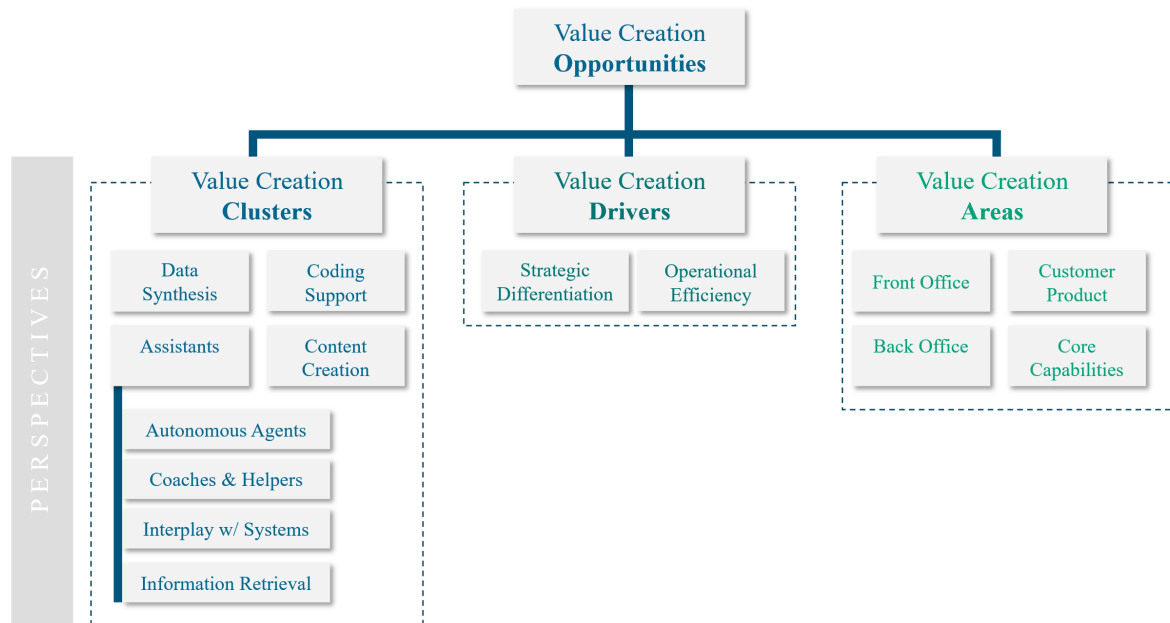 Value Creation
Opportunities
PERSPECTIVES
Value Creation
Clusters
Data
Synthesis
Coding
Support
Assistants
Content
Creation
Autonomous Agents
Coaches & Helpers
Interplay w/ Systems
Information Retrieval
Value Creation
Drivers
Strategic
Differentiation
Operational
Efficiency
Value Creation
Areas
Front Office
Customer
Product
Back Office
Core
Capabilities